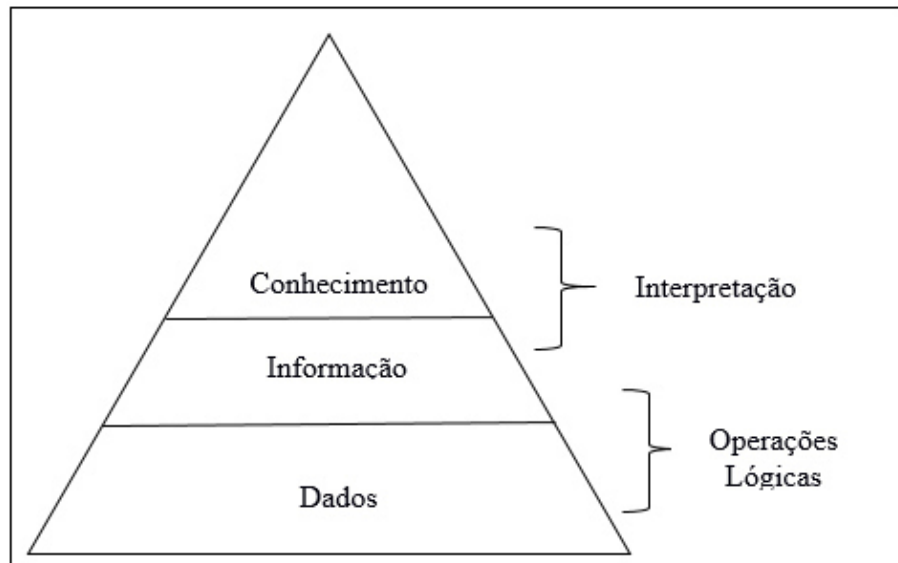 Conhecimento
Interpretação
Informação
Operações
Lógicas
Dados